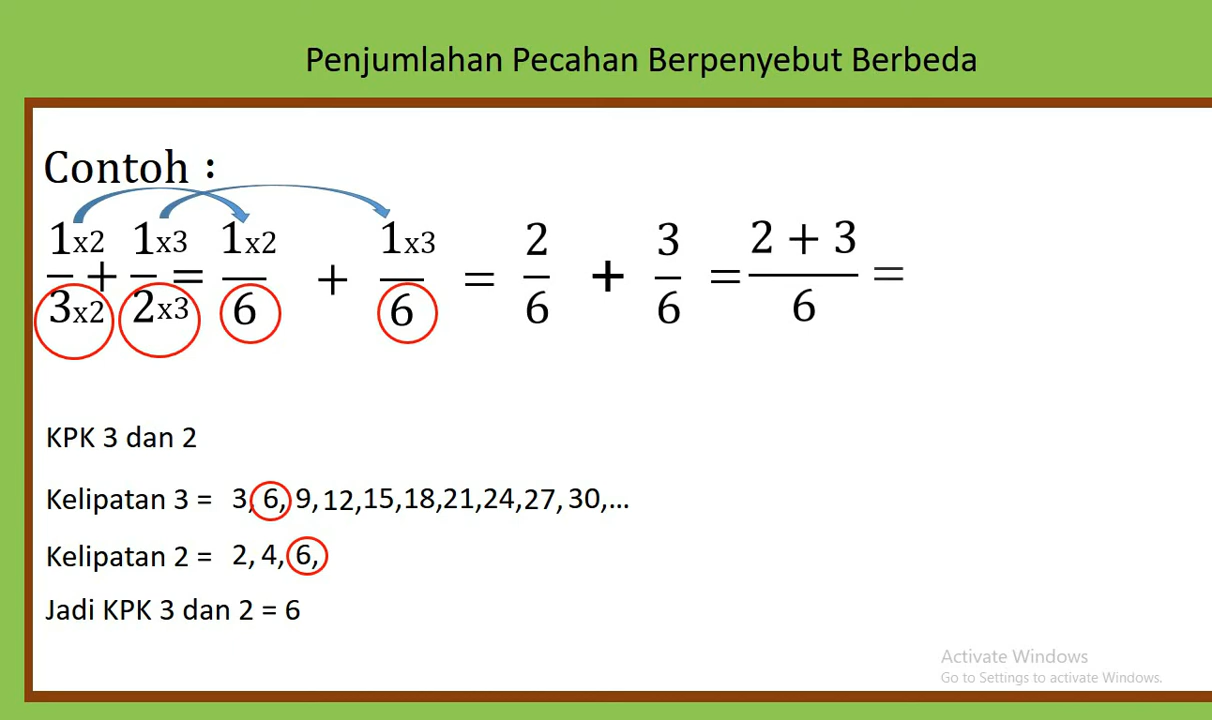 Penjumlahan Pecahan Berpenyebut Berbeda
Contoh :
1x2/3x2 + 1x3/2x3 = 1x2/6 + 1x3/6 = 2/6 + 3/6 = 2 + 3/6 =
KPK 3 dan 2
Kelipatan 3 = 3, 6, 9, 12, 15, 18, 21, 24, 27, 30,...
Kelipatan 2 = 2, 4, 6,
Jadi KPK 3 dan 2 = 6
Activate Windows
Go to Settings to activate Windows.